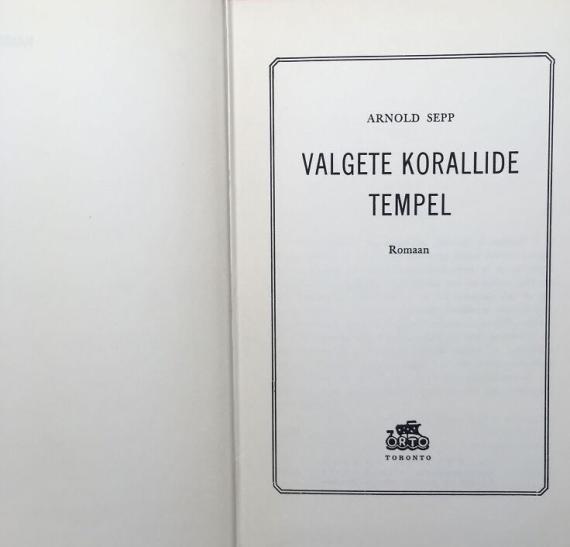 ARNOLD SEPP
VALGETE KORALLIDE
TEMPEL
Romaan
ORTO
TORONTO